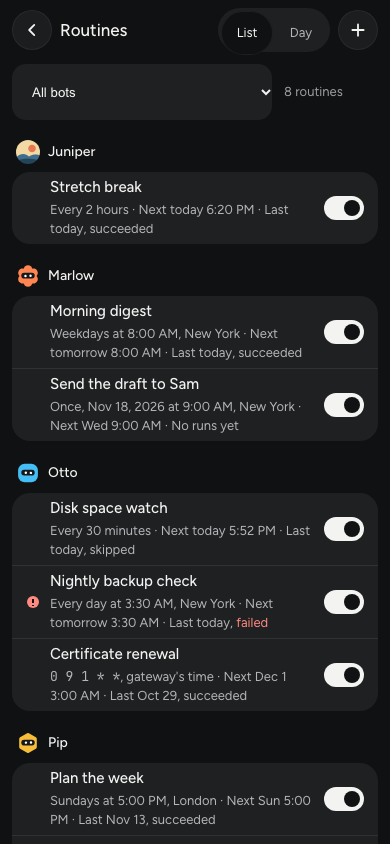 Routines
List
Day
All bots
8 routines
Juniper
Stretch break
Every 2 hours · Next today 6:20 PM · Last
today, succeeded
Marlow
Morning digest
Weekdays at 8:00 AM, New York · Next
tomorrow 8:00 AM · Last today, succeeded
Send the draft to Sam
Once, Nov 18, 2026 at 9:00 AM, New York ·
Next Wed 9:00 AM · No runs yet
Otto
Disk space watch
Every 30 minutes · Next today 5:52 PM · Last
today, skipped
Nightly backup check
Every day at 3:30 AM, New York · Next
tomorrow 3:30 AM · Last today, failed
Certificate renewal
0 9 1 * *, gateway's time · Next Dec 1
3:00 AM · Last Oct 29, succeeded
Pip
Plan the week
Sundays at 5:00 PM, London · Next Sun 5:00
PM · Last Nov 13, succeeded